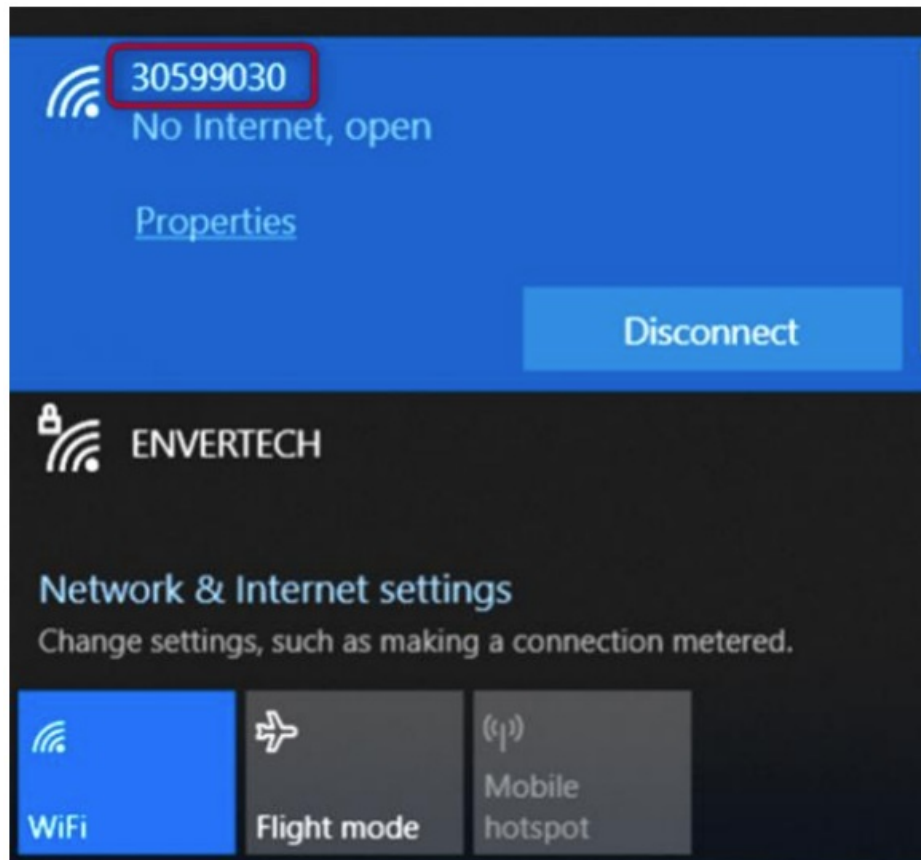 30599030
No Internet, open
Properties
Disconnect
ENVERTECH
Network & Internet settings
Change settings, such as making a connection metered.
WiFi
Flight mode
Mobile
hotspot